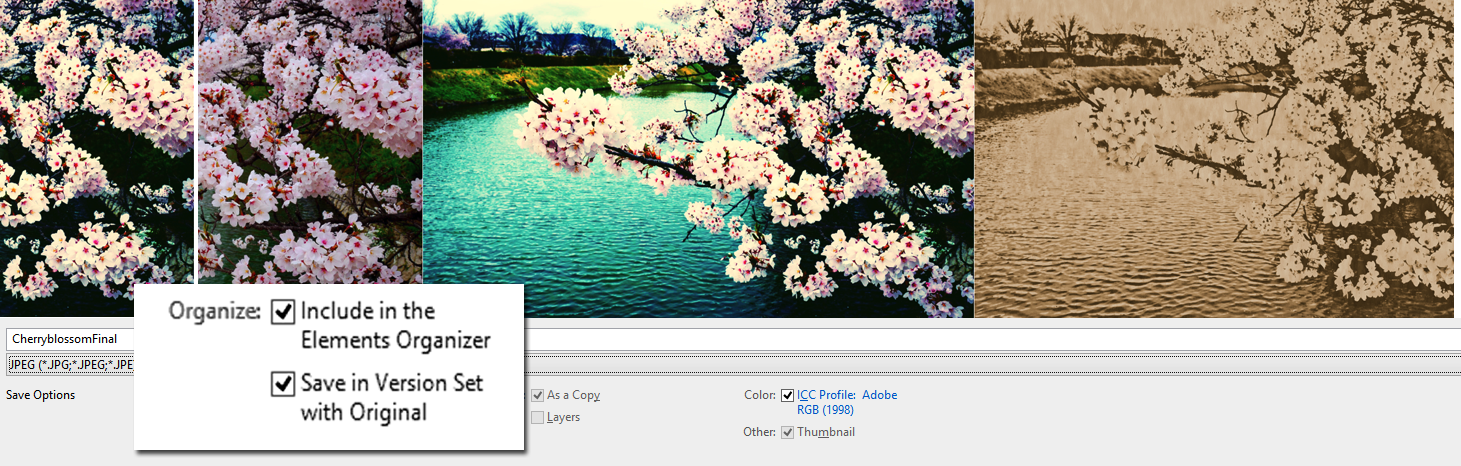 Organize: Include in the
Elements Organizer
Save in Version Set
with Original
CherryblossomFinal
JPEG (*.JPG;*.JPEG;*.JPE
Save Options
: As a Copy
Layers
Color: ICC Profile: Adobe
RGB (1998)
Other: Thumbnail